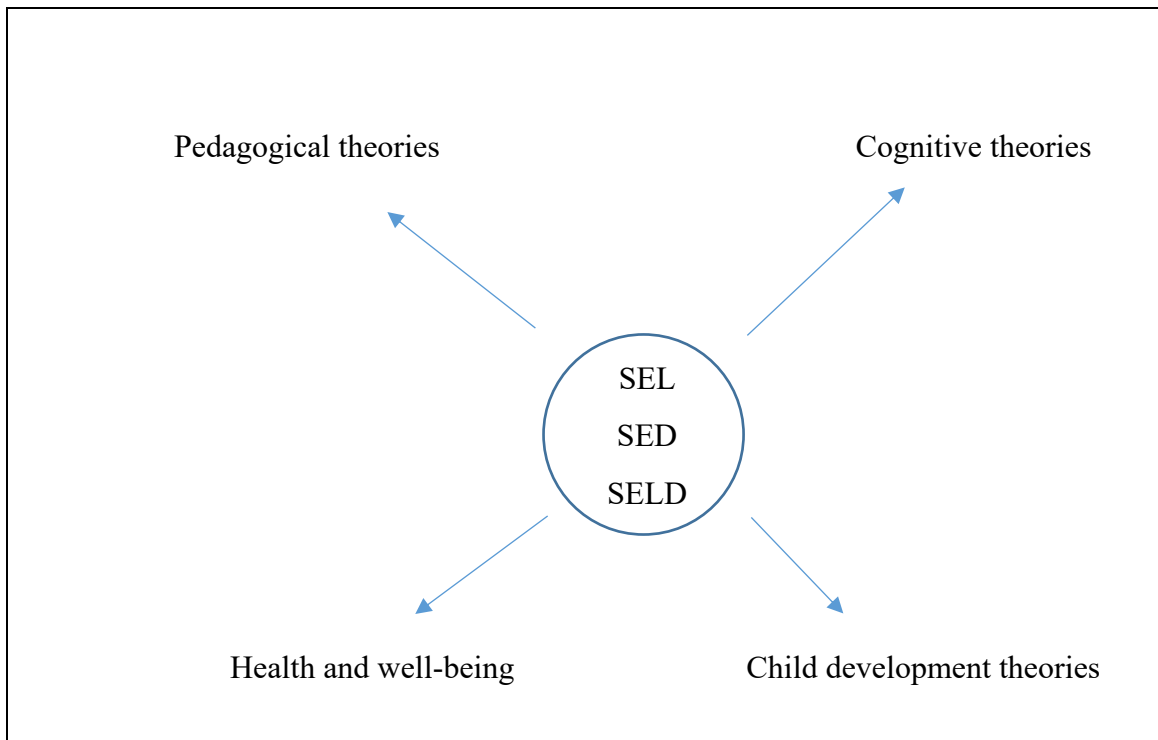 Pedagogical theories
Cognitive theories
SEL
SED
SELD
Health and well-being
Child development theories